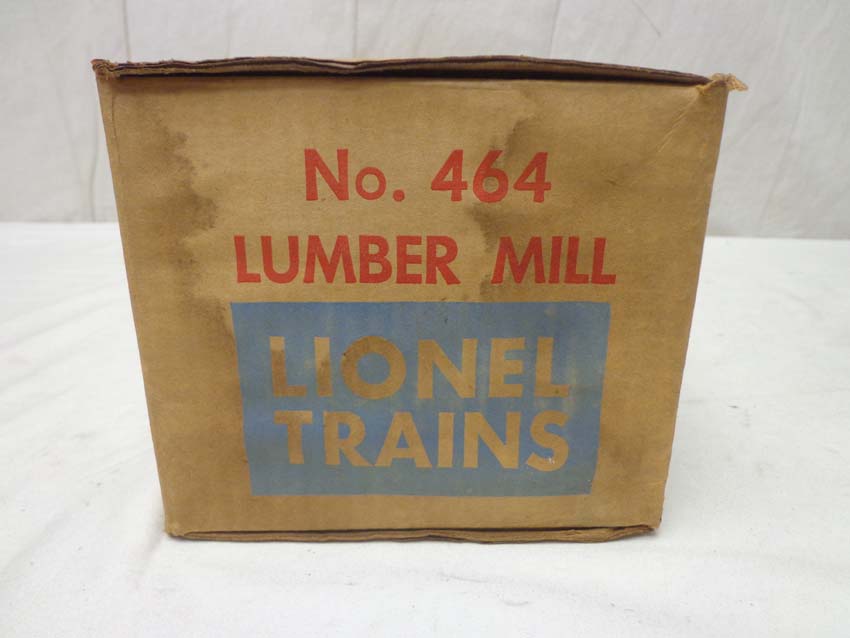 No. 464
LUMBER MILL
LIONEL
TRAINS